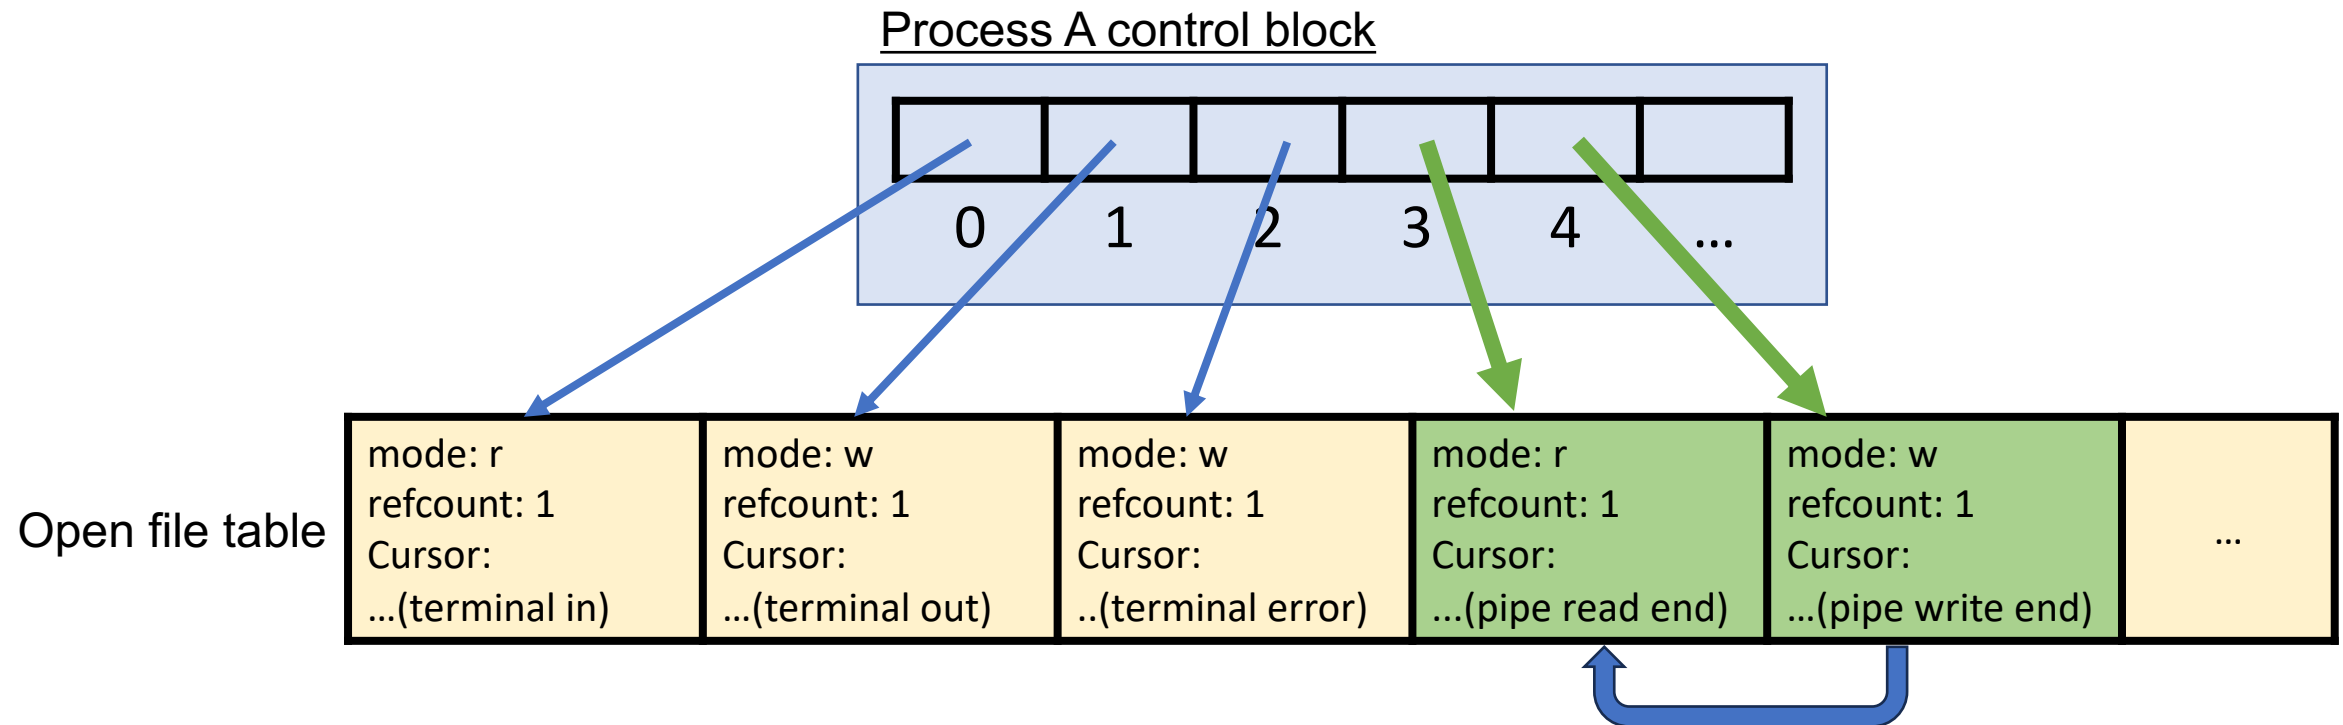 Process A control block
0 1 2 3 4 ...
Open file table
mode: r
refcount: 1
Cursor:
...(terminal in)
mode: w
refcount: 1
Cursor:
...(terminal out)
mode: w
refcount: 1
Cursor:
..(terminal error)
mode: r
refcount: 1
Cursor:
...(pipe read end)
mode: w
refcount: 1
Cursor:
...(pipe write end)
...